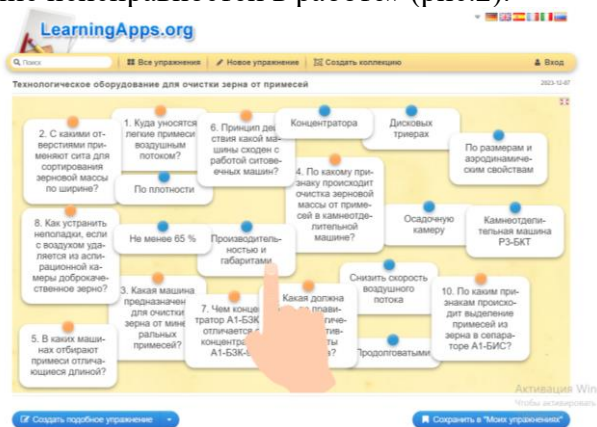 LearningApps.org
Поиск
Все упражнения
Новое упражнение
Создать коллекцию
Вход
Технологическое оборудование для очистки зерна от примесей
2023-12-07
2. С какими от-
верстиями при-
меняют сита для
сортирования
зерновой массы
по ширине?
1. Куда уносятся
легкие примеси
воздушным
потоком?
6. Принцип дей-
ствия какой ма-
шины сходен с
работой ситове-
ечных машин?
Концентратора
Дисковых
триерах
По размерам и
аэродинамиче-
ским свойствам
По плотности
4. По какому при-
знаку происходит
очистка зерновой
массы от приме-
сей в камнеотде-
лительной
машине?
8. Как устранить
неполадки, если
с воздухом уда-
ляется из аспи-
рационной ка-
меры доброкаче-
ственное зерно?
Не менее 65 %
Производитель-
ностью и
габаритами
Осадочную
камеру
Камнеотдели-
тельная машина
РЗ-БКТ
3. Какая машина
предназначен
для очистки
зерна от мине
ральных
примесей?
Снизить скорость
воздушного
потока
7. Чем конце
тратор А1-БЗК
отличается
концентра
А1-БЗК-
Какая должна
10. По каким при-
знакам происхо-
дит выделение
примесей из
зерна в сепара-
торе А1-БИС?
5. В каких маши-
нах отбирают
примеси отлича-
ющиеся длиной?
Продолговатыми
Активация Win
Чтобы активировать
Создать подобное упражнение
Сохранить в "Моих упражнениях"